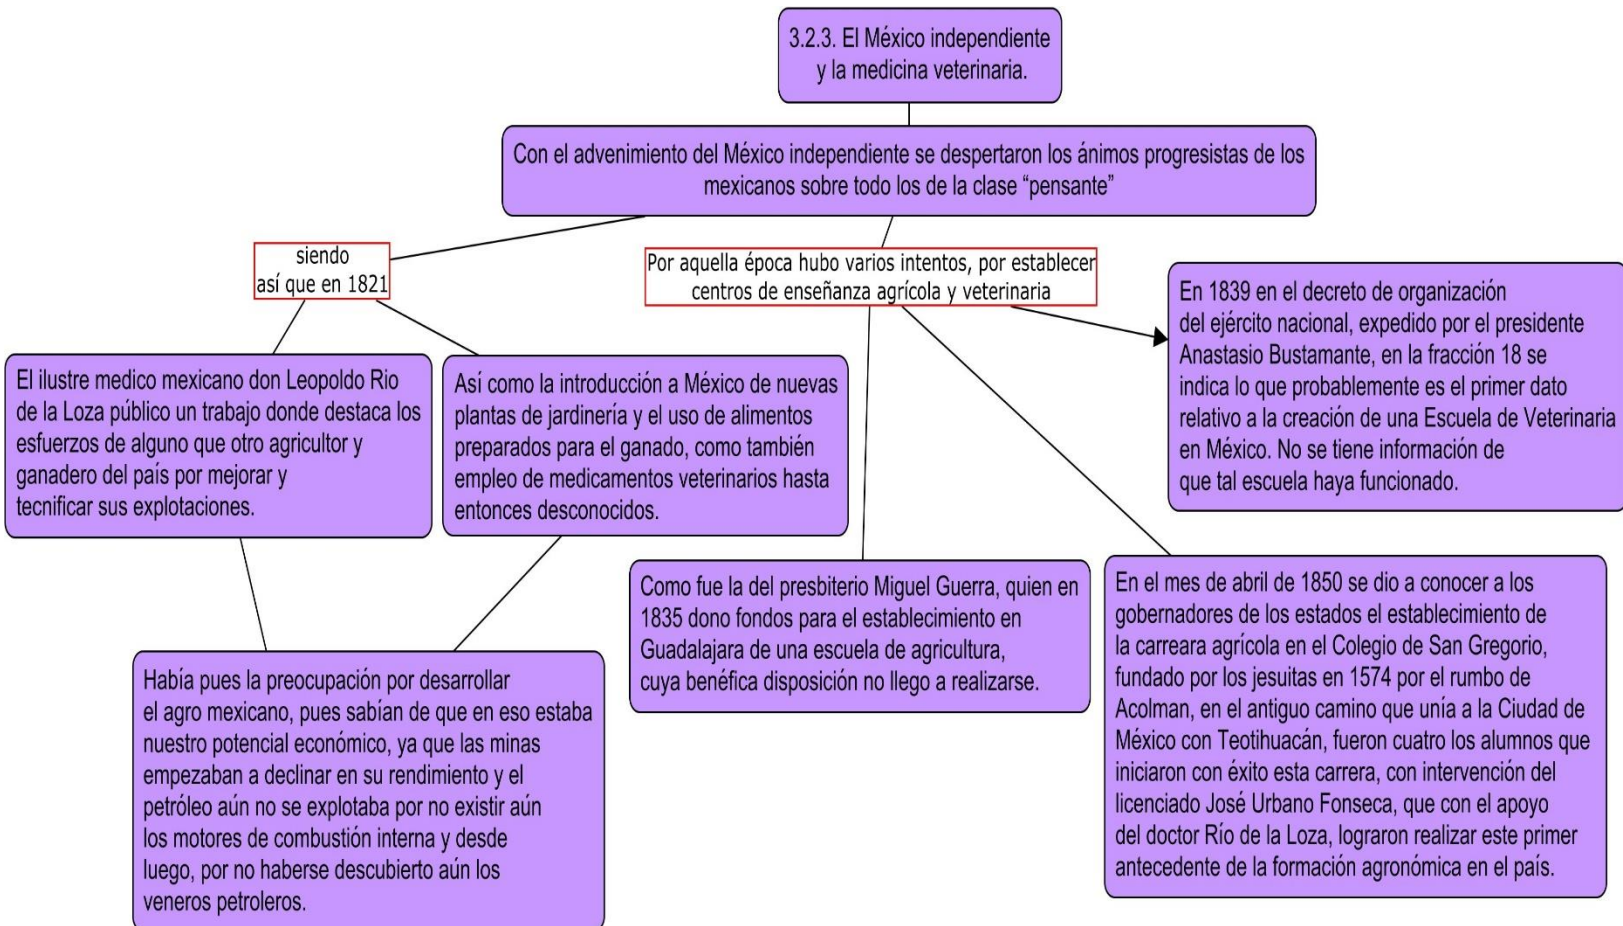 3.2.3. El México independiente
y la medicina veterinaria.
Con el advenimiento del México independiente se despertaron los ánimos progresistas de los
mexicanos sobre todo los de la clase “pensante”
siendo
así que en 1821
Por aquella época hubo varios intentos, por establecer
centros de enseñanza agrícola y veterinaria
En 1839 en el decreto de organización
del ejército nacional, expedido por el presidente
Anastasio Bustamante, en la fracción 18 se
indica lo que probablemente es el primer dato
relativo a la creación de una Escuela de Veterinaria
en México. No se tiene información de
que tal escuela haya funcionado.
El ilustre medico mexicano don Leopoldo Rio
de la Loza público un trabajo donde destaca los
esfuerzos de alguno que otro agricultor y
ganadero del país por mejorar y
tecnificar sus explotaciones.
Así como la introducción a México de nuevas
plantas de jardinería y el uso de alimentos
preparados para el ganado, como también
empleo de medicamentos veterinarios hasta
entonces desconocidos.
Como fue la del presbiterio Miguel Guerra, quien en
1835 dono fondos para el establecimiento en
Guadalajara de una escuela de agricultura,
cuya benéfica disposición no llego a realizarse.
En el mes de abril de 1850 se dio a conocer a los
gobernadores de los estados el establecimiento de
la carreara agrícola en el Colegio de San Gregorio,
fundado por los jesuitas en 1574 por el rumbo de
Acolman, en el antiguo camino que unía a la Ciudad de
México con Teotihuacán, fueron cuatro los alumnos que
iniciaron con éxito esta carrera, con intervención del
licenciado José Urbano Fonseca, que con el apoyo
del doctor Río de la Loza, lograron realizar este primer
antecedente de la formación agronómica en el país.
Había pues la preocupación por desarrollar
el agro mexicano, pues sabían de que en eso estaba
nuestro potencial económico, ya que las minas
empezaban a declinar en su rendimiento y el
petróleo aún no se explotaba por no existir aún
los motores de combustión interna y desde
luego, por no haberse descubierto aún los
veneros petroleros.